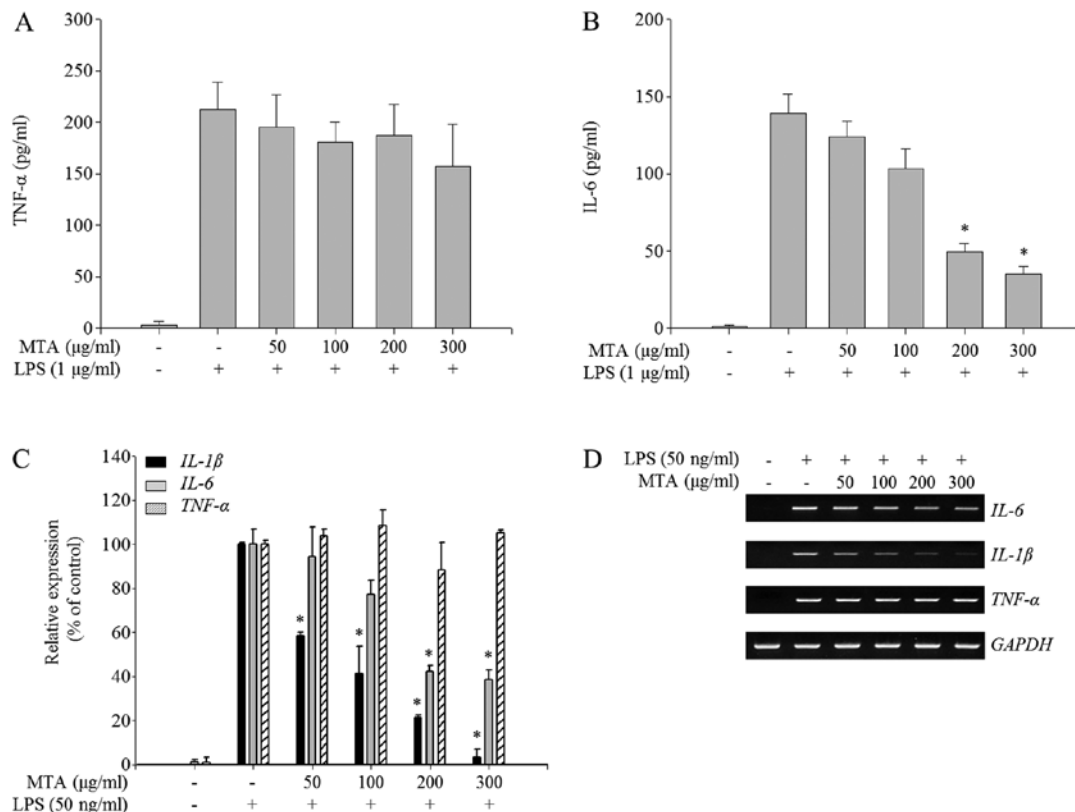 A
TNF-α (pg/ml)
300
250
200
150
100
50
0
MTA (µg/ml) - - 50 100 200 300
LPS (1 µg/ml) - + + + + +
B
IL-6 (pg/ml)
200
150
100
50
0
* *
MTA (µg/ml) - - 50 100 200 300
LPS (1 µg/ml) - + + + + +
C
Relative expression
(% of control)
140
120
100
80
60
40
20
0
IL-1β
IL-6
TNF-α
* * * * * *
MTA (µg/ml) - - 50 100 200 300
LPS (50 ng/ml) - + + + + +
D
LPS (50 ng/ml) - + + + + +
MTA (µg/ml) - - 50 100 200 300
IL-6
IL-1β
TNF-α
GAPDH